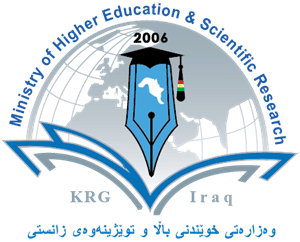 Ministry of Higher Education & Scientific Research
2006
KRG Iraq
وەزارەتی خوێندنی باڵا و توێژینەوەی زانستی